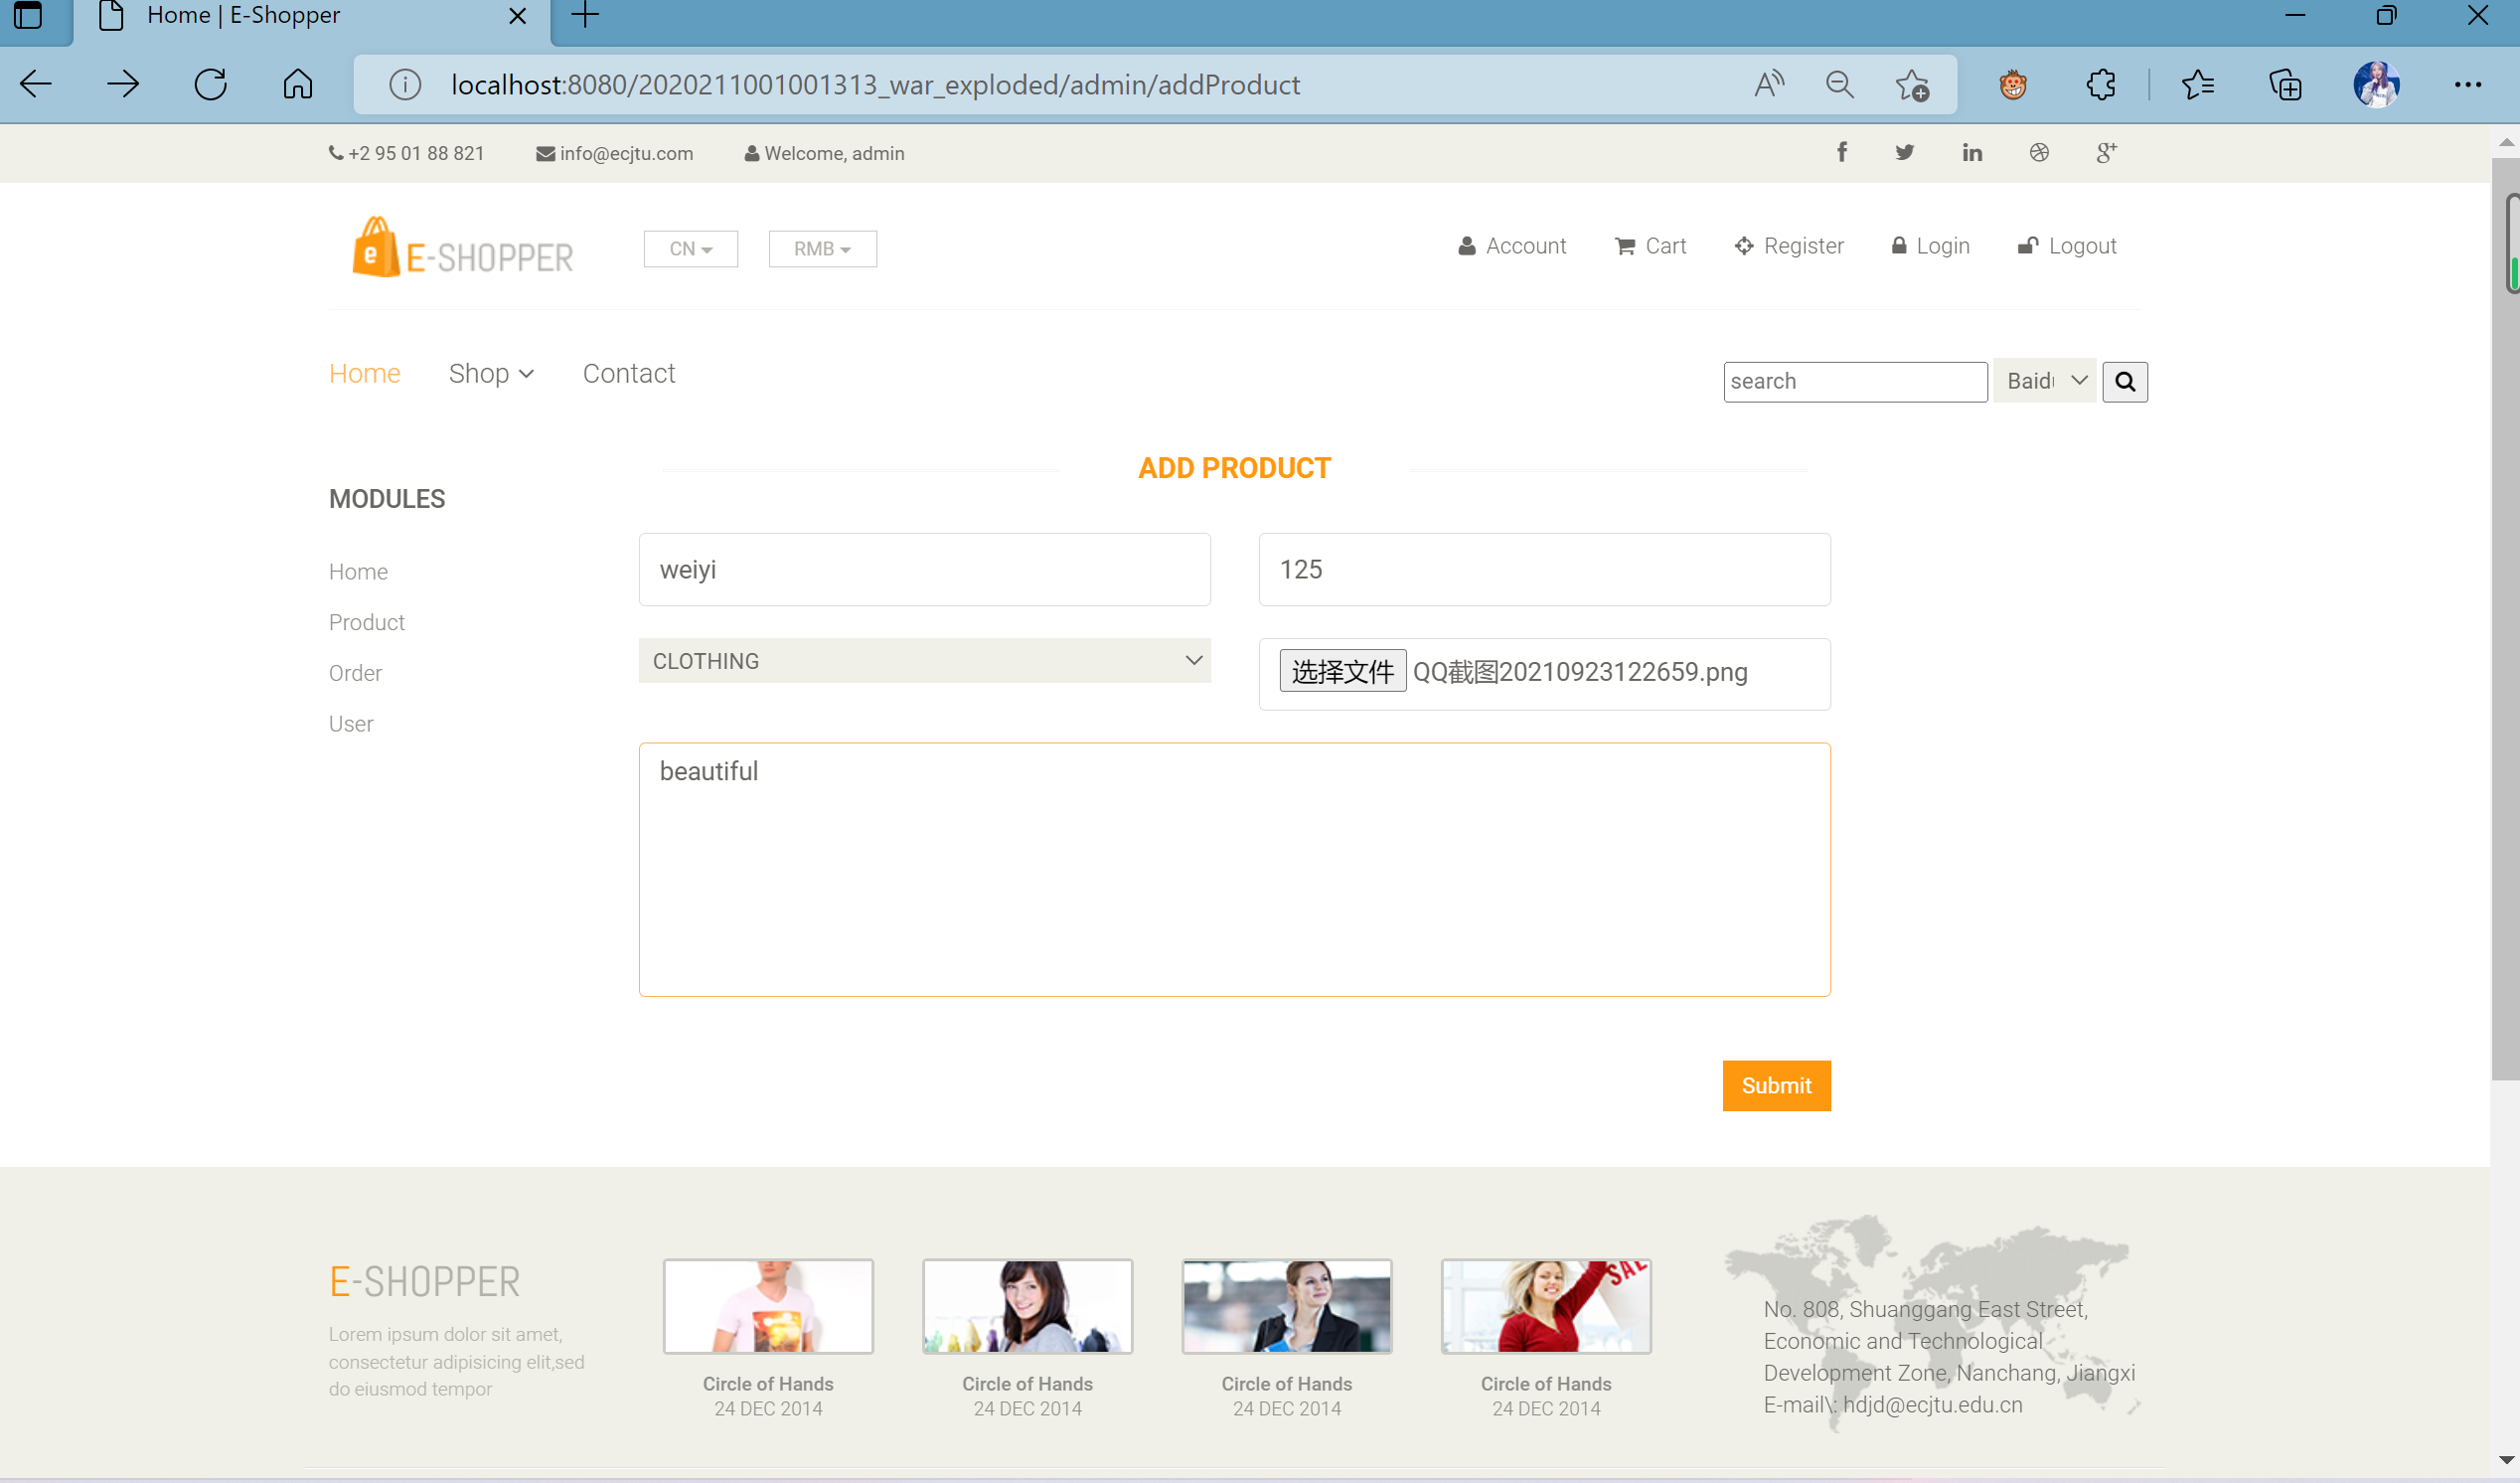 Home | E-Shopper
localhost:8080/2020211001001313_war_exploded/admin/addProduct
+2 95 01 88 821
info@ecjtu.com
Welcome, admin
E-SHOPPER
CN
RMB
Account
Cart
Register
Login
Logout
Home
Shop
Contact
search
Baid
ADD PRODUCT
MODULES
Home
Product
Order
User
weiyi
125
CLOTHING
选择文件 QQ截图20210923122659.png
beautiful
Submit
E-SHOPPER
Lorem ipsum dolor sit amet,
consectetur adipisicing elit,sed
do eiusmod tempor
Circle of Hands
24 DEC 2014
Circle of Hands
24 DEC 2014
Circle of Hands
24 DEC 2014
SALE
Circle of Hands
24 DEC 2014
No. 808, Shuanggang East Street,
Economic and Technological
Development Zone, Nanchang, Jiangxi
E-mail\: hdjd@ecjtu.edu.cn